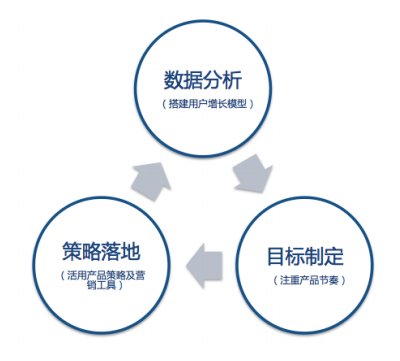 数据分析
（搭建用户增长模型）
策略落地
（活用产品策略及营
销工具）
目标制定
（注重产品节奏）